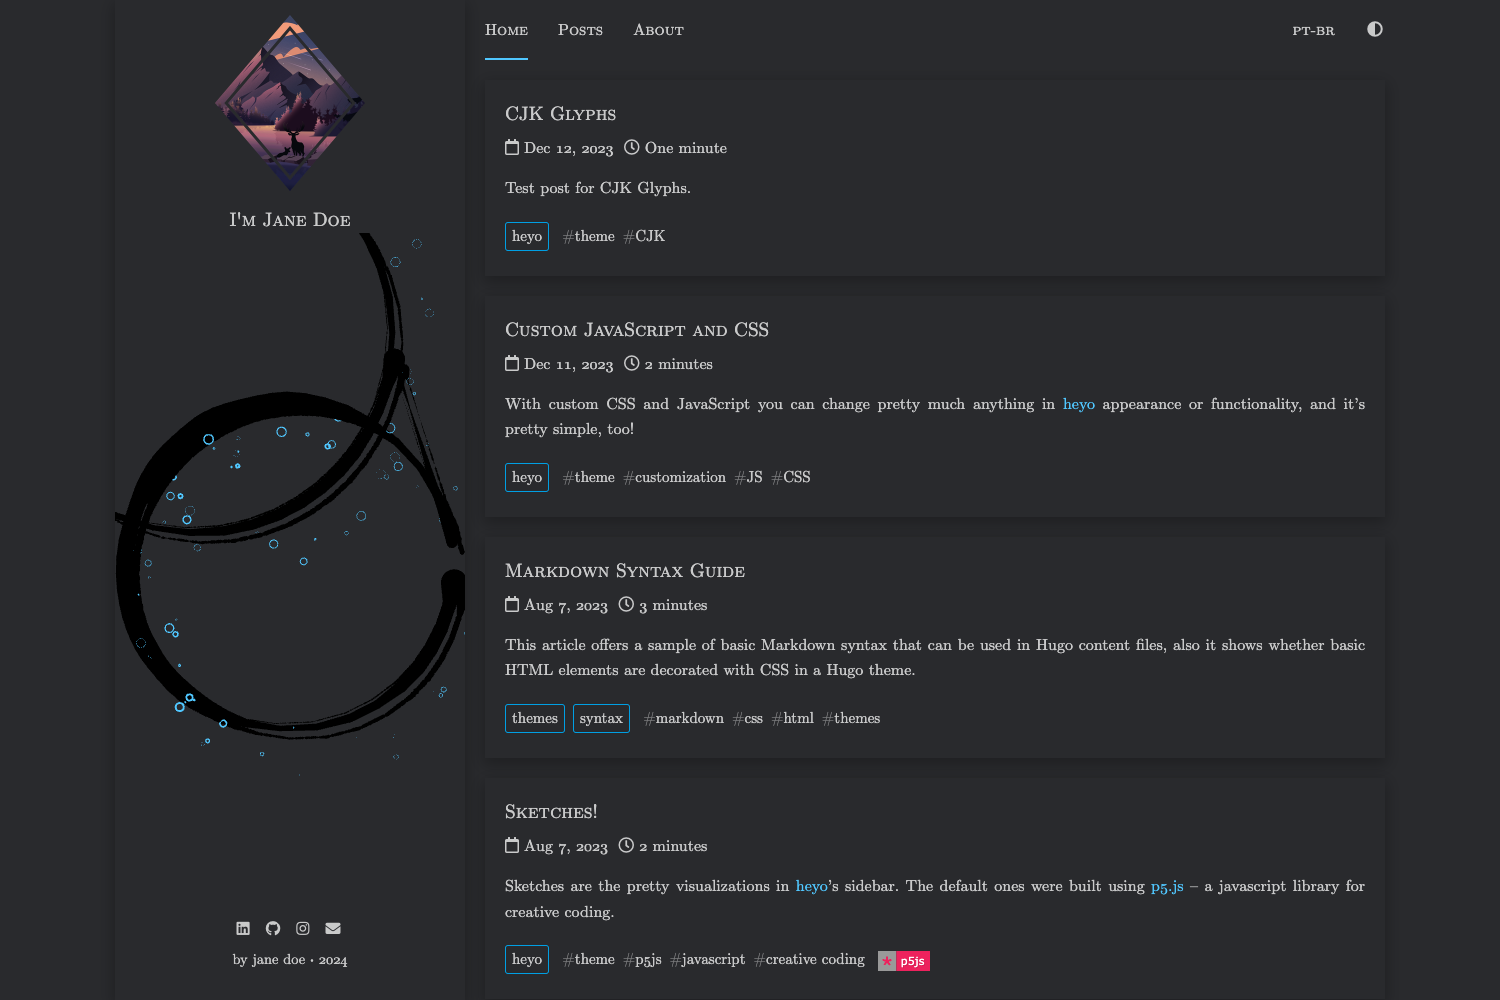 I'm Jane Doe
by jane doe • 2024
Home Posts About PT-BR
CJK Glyphs
Dec 12, 2023 One minute
Test post for CJK Glyphs.
heyo #theme #CJK
Custom JavaScript and CSS
Dec 11, 2023 2 minutes
With custom CSS and JavaScript you can change pretty much anything in heyo appearance or functionality, and it's
pretty simple, too!
heyo #theme #customization #JS #CSS
Markdown Syntax Guide
Aug 7, 2023 3 minutes
This article offers a sample of basic Markdown syntax that can be used in Hugo content files, also it shows whether basic
HTML elements are decorated with CSS in a Hugo theme.
themes syntax #markdown #css #html #themes
Sketches!
Aug 7, 2023 2 minutes
Sketches are the pretty visualizations in heyo's sidebar. The default ones were built using p5.js – a javascript library for
creative coding.
heyo #theme #p5js #javascript #creative coding p5js